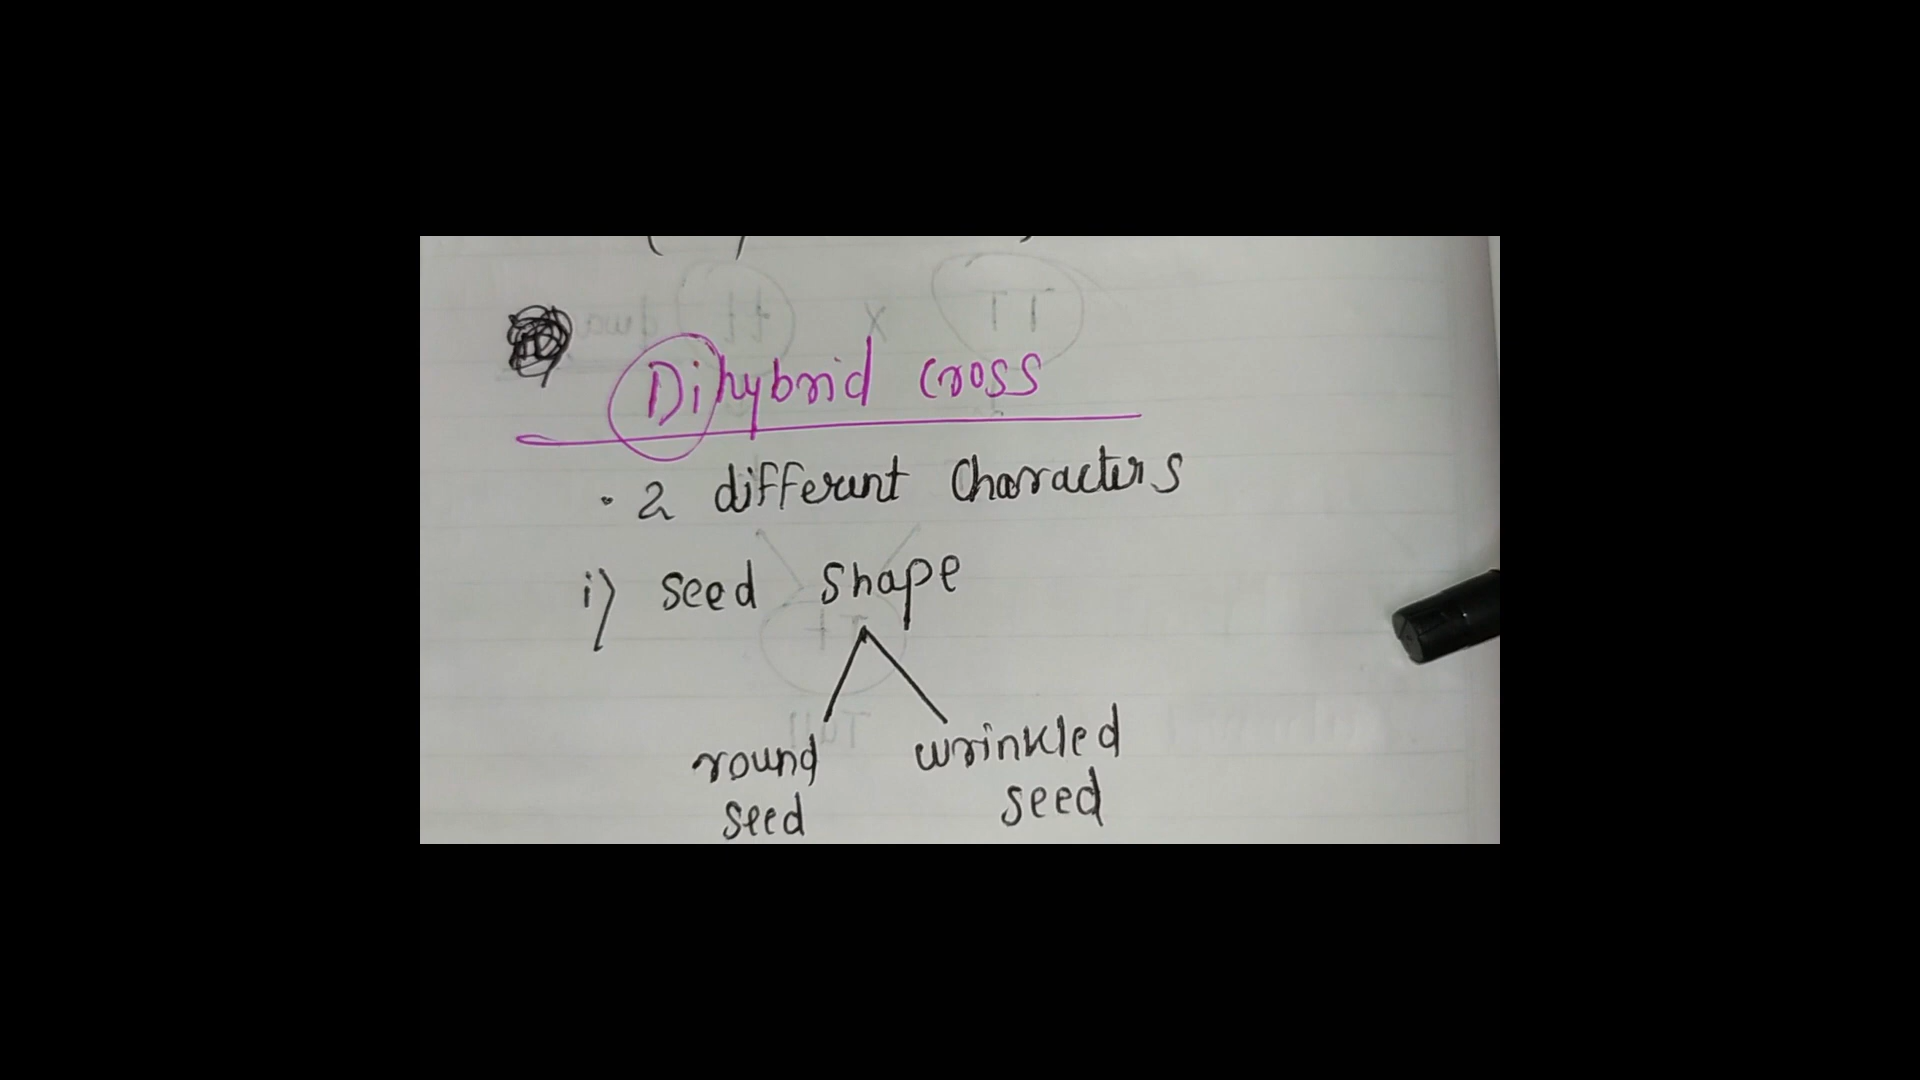 Dihybrid cross
· 2 different characters
i) seed shape
round wrinkled
seed seed